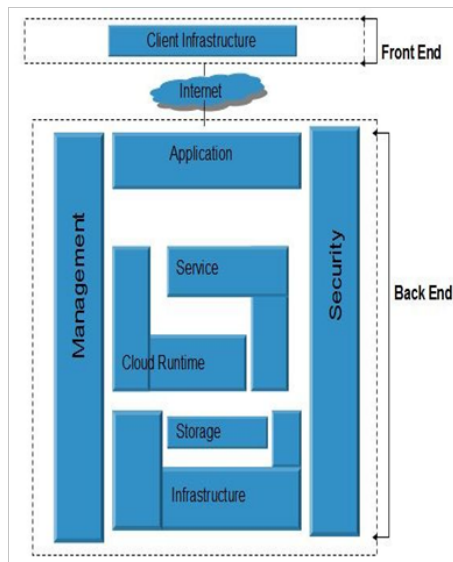 Client Infrastructure
Front End
Internet
Application
Management
Security
Service
Back End
Cloud Runtime
Storage
Infrastructure